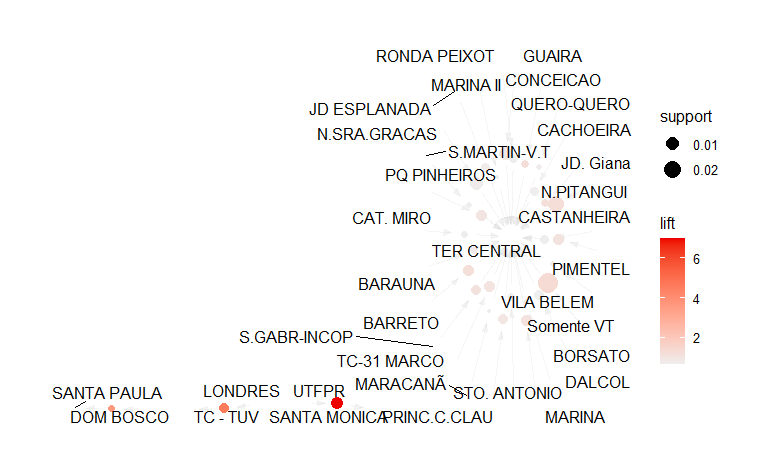 RONDA PEIXOT
GUAIRA
MARINA II
CONCEICAO
JD ESPLANADA
QUERO-QUERO
N.SRA.GRACAS
CACHOEIRA
S.MARTIN-V.T
JD. Giana
PQ PINHEIROS
N.PITANGUI
CAT. MIRO
CASTANHEIRA
TER CENTRAL
PIMENTEL
BARAUNA
VILA BELEM
BARRETO
Somente VT
S.GABR-INCOP
TC-31 MARCO
BORSATO
MARACANÃ
DALCOL
SANTA PAULA
LONDRES
UTFPR
STO. ANTONIO
DOM BOSCO
TC - TUV
SANTA MONICA
PRINC.C.CLAU
MARINA
support
0.01
0.02
lift
6
4
2